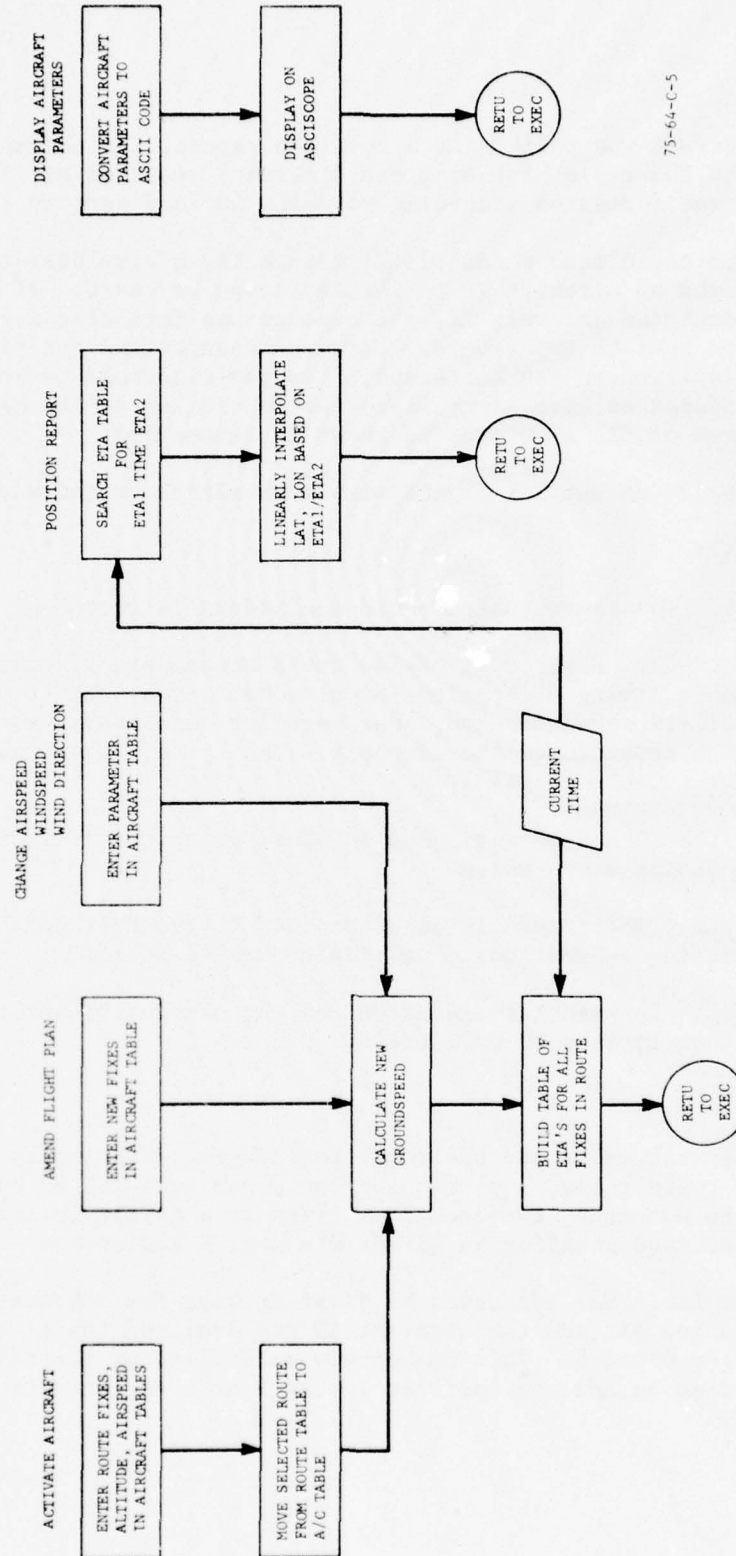 ACTIVATE AIRCRAFT
ENTER ROUTE FIXES,
ALTITUDE, AIRSPEED
IN AIRCRAFT TABLES
MOVE SELECTED ROUTE
FROM ROUTE TABLE TO
A/C TABLE
AMEND FLIGHT PLAN
ENTER NEW FIXES
IN AIRCRAFT TABLE
CALCULATE NEW
GROUNDSPEED
BUILD TABLE OF
ETA'S FOR ALL
FIXES IN ROUTE
RETU
TO
EXEC
CHANGE AIRSPEED
WINDSPEED
WIND DIRECTION
ENTER PARAMETER
IN AIRCRAFT TABLE
CURRENT
TIME
POSITION REPORT
SEARCH ETA TABLE
FOR
ETA1 TIME ETA2
LINEARLY INTERPOLATE
LAT, LON BASED ON
ETA1/ETA2
RETU
TO
EXEC
DISPLAY AIRCRAFT
PARAMETERS
CONVERT AIRCRAFT
PARAMETERS TO
ASCII CODE
DISPLAY ON
ASCISCOPE
RETU
TO
EXEC
75-64-C-5